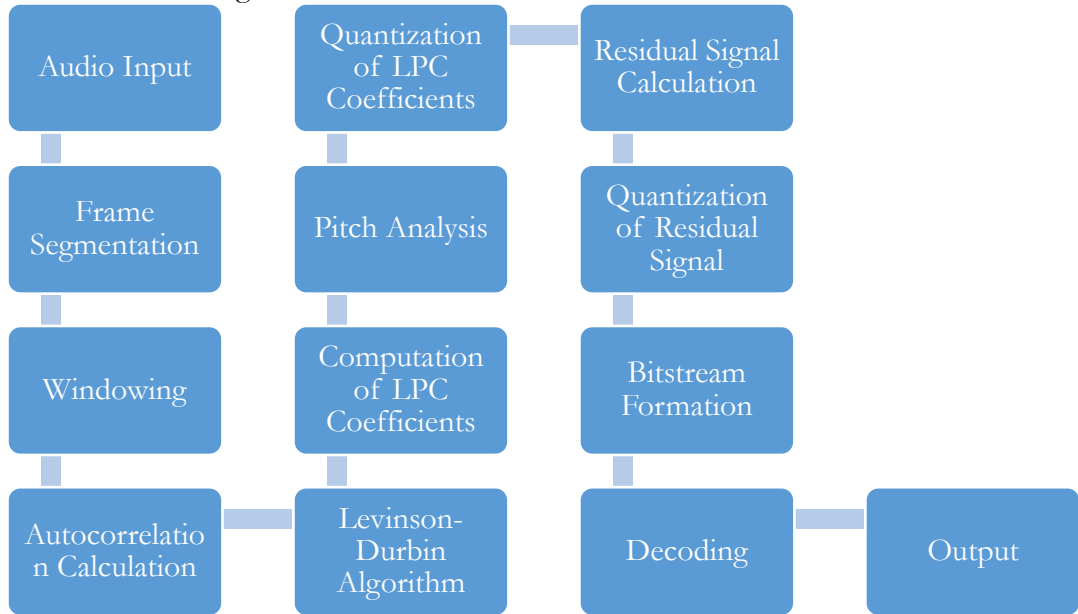 Audio Input
Frame
Segmentation
Windowing
Autocorrelatio
n Calculation
Levinson-
Durbin
Algorithm
Computation
of LPC
Coefficients
Pitch Analysis
Quantization
of LPC
Coefficients
Residual Signal
Calculation
Quantization
of Residual
Signal
Bitstream
Formation
Decoding
Output